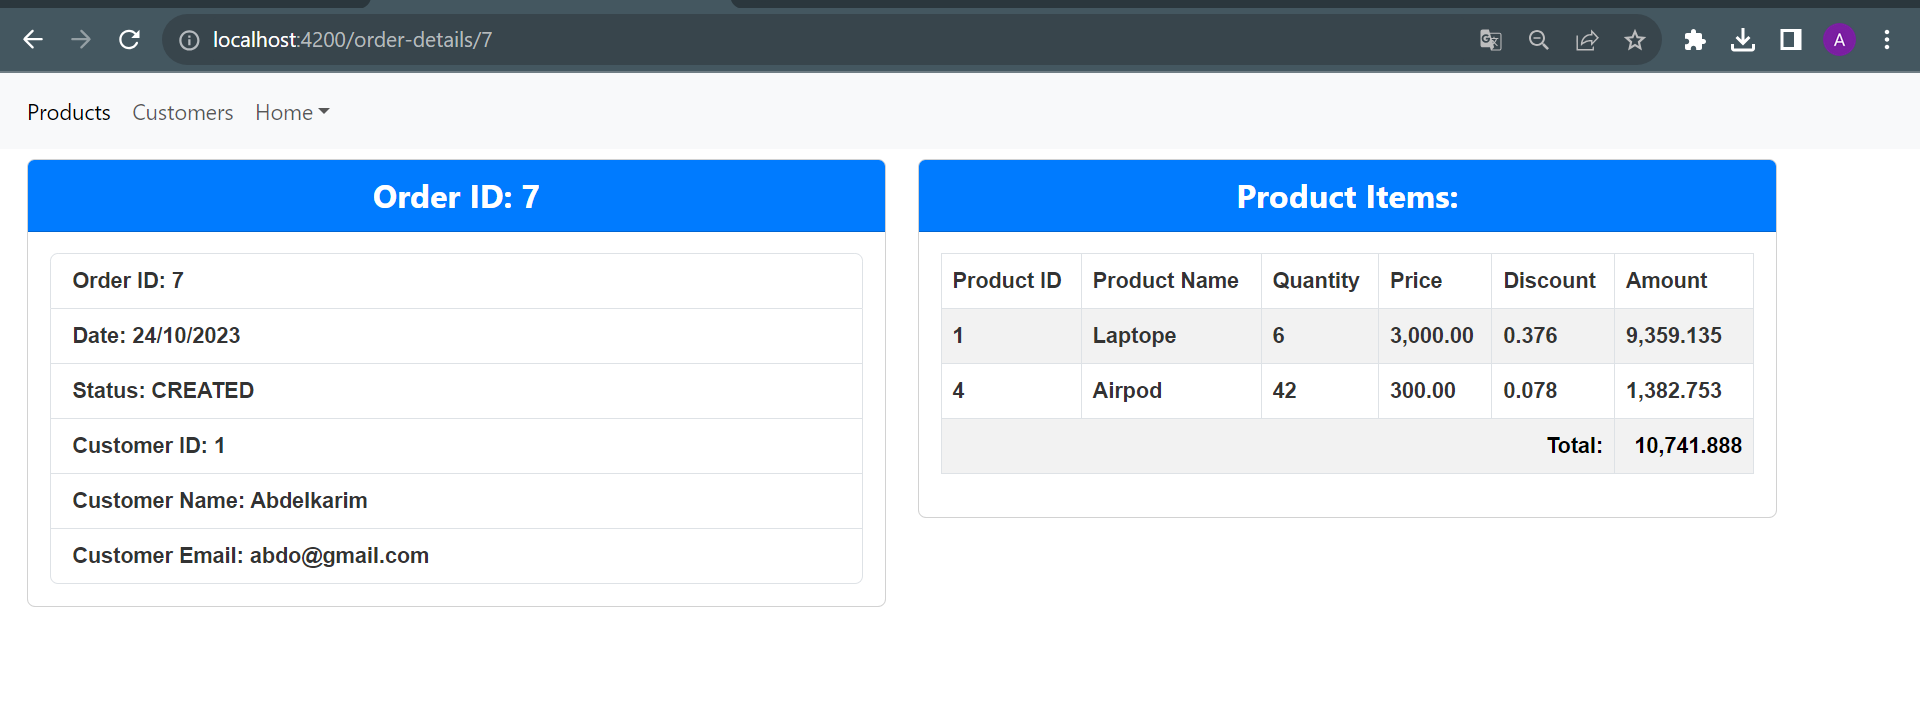 localhost:4200/order-details/7
A
Products Customers Home
Order ID: 7
Order ID: 7
Date: 24/10/2023
Status: CREATED
Customer ID: 1
Customer Name: Abdelkarim
Customer Email: abdo@gmail.com
Product Items:
Product ID Product Name Quantity Price Discount Amount
1 Laptope 6 3,000.00 0.376 9,359.135
4 Airpod 42 300.00 0.078 1,382.753
Total: 10,741.888